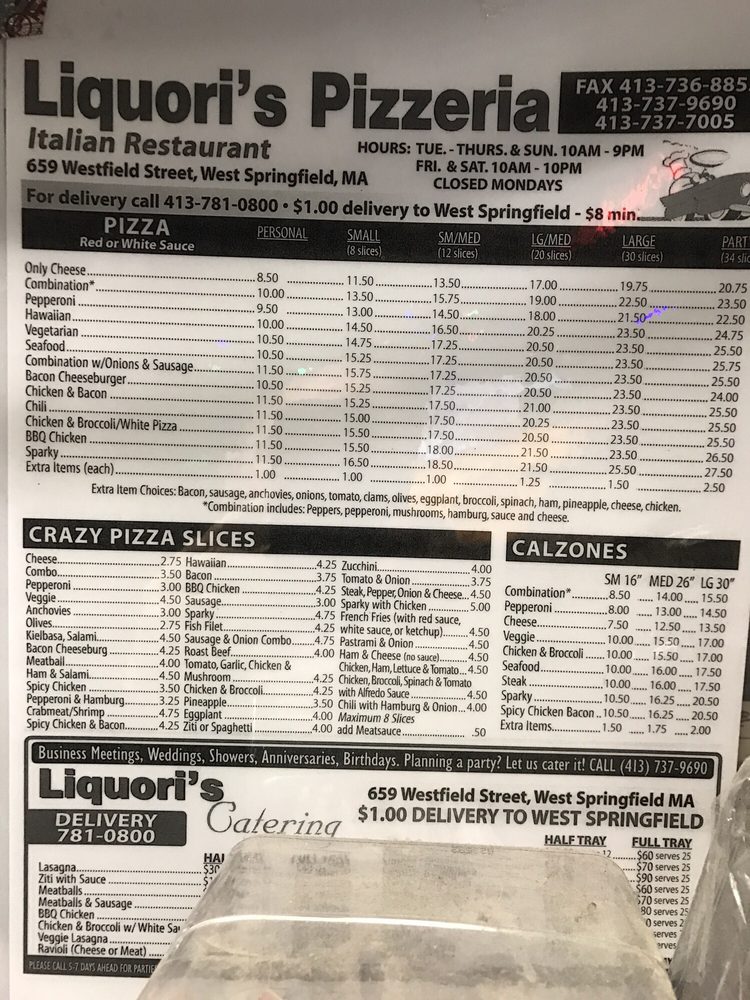 Liquori's Pizzeria
Italian Restaurant
659 Westfield Street, West Springfield, MA
FAX 413-736-885
413-737-9690
413-737-7005
HOURS: TUE. - THURS. & SUN. 10AM - 9PM
FRI. & SAT. 10AM - 10PM
CLOSED MONDAYS
For delivery call 413-781-0800 • $1.00 delivery to West Springfield - $8 min.
PIZZA PERSONAL SMALL SM/MED LG/MED LARGE PART
Red or White Sauce (8 slices) (12 slices) (20 slices) (30 slices) (34 slic
Only Cheese 8.50 11.50 13.50 17.00 19.75 20.75
Combination* 10.00 13.50 15.75 19.00 22.50 23.50
Pepperoni 9.50 13.00 14.50 18.00 21.50 22.50
Hawaiian 10.00 14.50 16.50 20.25 23.50 24.75
Vegetarian 10.50 14.75 17.25 20.50 23.50 25.50
Seafood 10.50 15.25 17.25 20.50 23.50 25.75
Combination w/Onions & Sausage 11.50 15.75 17.25 20.50 23.50 25.50
Bacon Cheeseburger 10.50 15.25 17.25 20.50 23.50 24.00
Chicken & Bacon 11.50 15.25 17.50 21.00 23.50 25.50
Chili 11.50 15.00 17.50 20.25 23.50 25.50
Chicken & Broccoli/White Pizza 11.50 15.50 17.50 20.50 23.50 25.50
BBQ Chicken 11.50 15.50 18.00 21.50 23.50 26.50
Sparky 11.50 16.50 18.50 21.50 25.50 27.50
Extra Items (each) 1.00 1.00 1.00 1.25 1.50 2.50
Extra Item Choices: Bacon, sausage, anchovies, onions, tomato, clams, olives, eggplant, broccoli, spinach, ham, pineapple, cheese, chicken.
*Combination includes: Peppers, pepperoni, mushrooms, hamburg, sauce and cheese.
CRAZY PIZZA SLICES
Cheese 2.75
Combo 3.50
Pepperoni 3.00
Veggie 4.50
Anchovies 3.00
Olives 2.75
Kielbasa, Salami 4.50
Bacon Cheeseburg 4.25
Meatball 4.00
Ham & Salami 4.50
Spicy Chicken 3.50
Pepperoni & Hamburg 3.25
Crabmeat/Shrimp 4.75
Spicy Chicken & Bacon 4.25
Hawaiian 4.25
Bacon 3.75
BBQ Chicken 4.25
Sausage 3.00
Sparky 4.75
Fish Filet 4.25
Sausage & Onion Combo 4.75
Roast Beef 4.00
Tomato, Garlic, Chicken &
Mushroom 4.25
Chicken & Broccoli 4.25
Pineapple 3.50
Eggplant 4.00
Ziti or Spaghetti 4.00
Zucchini 4.00
Tomato & Onion 3.75
Steak, Pepper, Onion & Cheese 4.50
Sparky with Chicken 5.00
French Fries (with red sauce,
white sauce, or ketchup) 4.50
Pastrami & Onion 4.50
Ham & Cheese (no sauce) 4.50
Chicken, Ham, Lettuce & Tomato 4.50
Chicken, Broccoli, Spinach & Tomato
with Alfredo Sauce 4.50
Chili with Hamburg & Onion 4.00
Maximum 8 Slices
add Meatsauce .50
CALZONES
SM 16" MED 26" LG 30"
Combination* 8.50 14.00 15.50
Pepperoni 8.00 13.00 14.50
Cheese 7.50 12.50 13.50
Veggie 10.00 15.50 17.00
Chicken & Broccoli 10.00 15.50 17.00
Seafood 10.00 16.00 17.50
Steak 10.00 16.00 17.50
Sparky 10.50 16.25 20.50
Spicy Chicken Bacon 10.50 16.25 20.50
Extra Items 1.50 1.75 2.00
Business Meetings, Weddings, Showers, Anniversaries, Birthdays. Planning a party? Let us cater it! CALL (413) 737-9690
Liquori's
Catering
DELIVERY
781-0800
659 Westfield Street, West Springfield MA
$1.00 DELIVERY TO WEST SPRINGFIELD
HALF TRAY FULL TRAY
Lasagna $30
Ziti with Sauce
Meatballs
Meatballs & Sausage
BBQ Chicken
Chicken & Broccoli w/ White Sa
Veggie Lasagna
Ravioli (Cheese or Meat)
12 $60 serves 25
$70 serves 25
$90 serves 25
$60 serves 25
$70 serves 25
80 serves 25
0 serves 25
serves
erves
PLEASE CALL 5-7 DAYS AHEAD FOR PARTIE